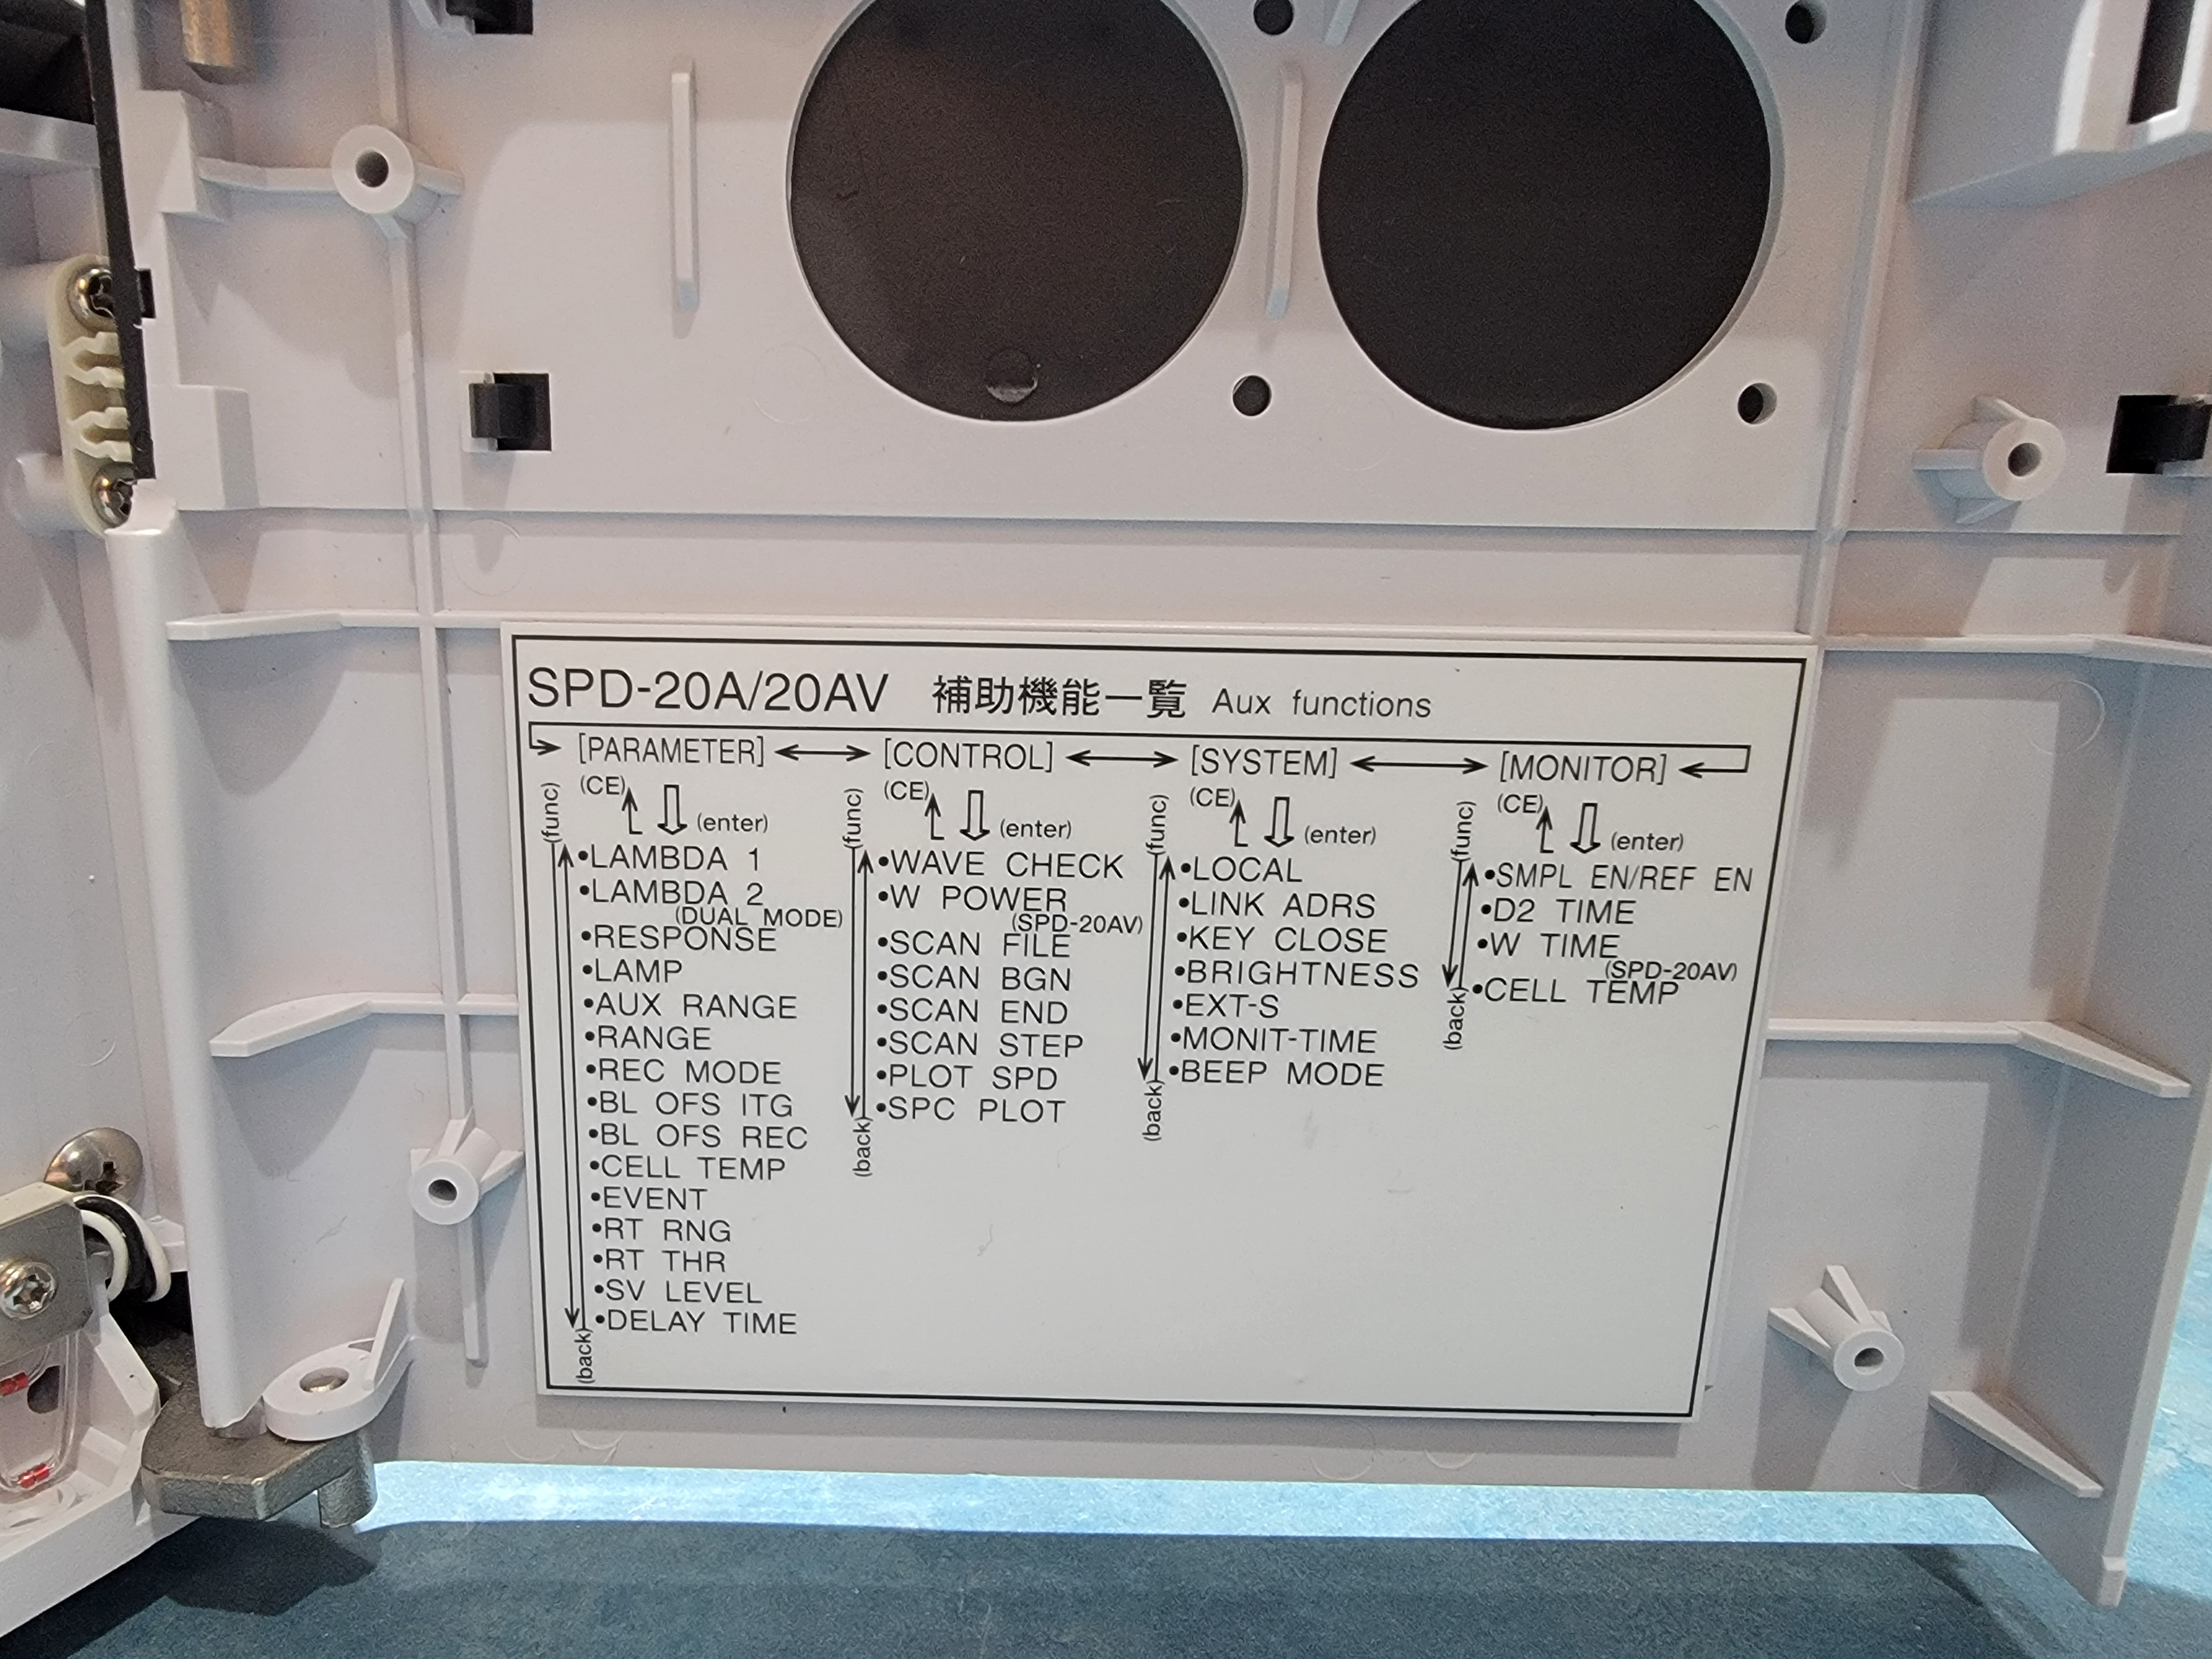 SPD-20A/20AV 補助機能一覧 Aux functions
[PARAMETER] [CONTROL] [SYSTEM] [MONITOR]
(CE) (enter)
(func)
•LAMBDA 1
•LAMBDA 2
(DUAL MODE)
•RESPONSE
•LAMP
•AUX RANGE
•RANGE
•REC MODE
•BL OFS ITG
•BL OFS REC
•CELL TEMP
•EVENT
•RT RNG
•RT THR
•SV LEVEL
•DELAY TIME
(back)
(CE) (enter)
(func)
•WAVE CHECK
•W POWER
(SPD-20AV)
•SCAN FILE
•SCAN BGN
•SCAN END
•SCAN STEP
•PLOT SPD
•SPC PLOT
(back)
(CE) (enter)
(func)
•LOCAL
•LINK ADRS
•KEY CLOSE
•BRIGHTNESS
•EXT-S
•MONIT-TIME
•BEEP MODE
(back)
(CE) (enter)
(func)
•SMPL EN/REF EN
•D2 TIME
•W TIME
(SPD-20AV)
•CELL TEMP
(back)